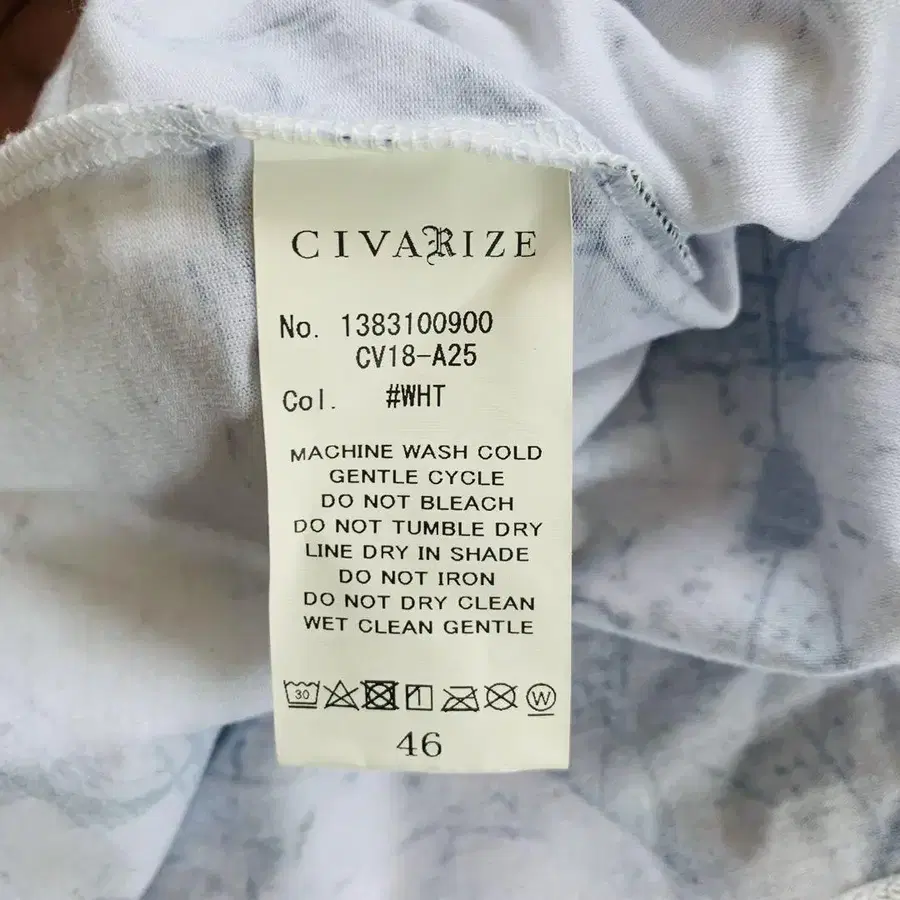 CIVARIZE
No. 1383100900
CV18-A25
Col. #WHT
MACHINE WASH COLD
GENTLE CYCLE
DO NOT BLEACH
DO NOT TUMBLE DRY
LINE DRY IN SHADE
DO NOT IRON
DO NOT DRY CLEAN
WET CLEAN GENTLE
30 W
46